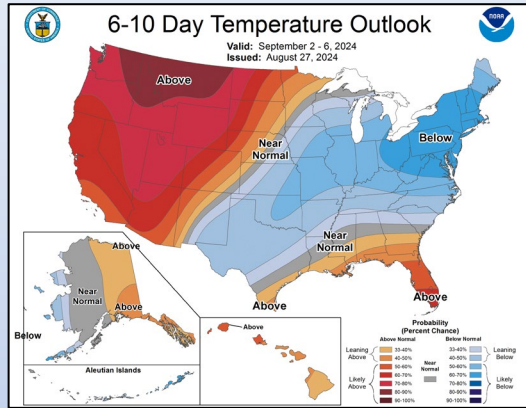 6-10 Day Temperature Outlook
Valid: September 2 - 6, 2024
Issued: August 27, 2024
NOAA
Above
Near
Normal
Below
Near
Normal
Above
Above
Above
Near
Normal
Above
Below
Aleutian Islands
Above
Probability
(Percent Chance)
Above Normal
Below Normal
Leaning
Above
33-40%
40-50%
Likely
Above
50-60%
60-70%
70-80%
80-90%
90-100%
Near
Normal
33-40%
40-50%
Leaning
Below
50-60%
60-70%
70-80%
80-90%
90-100%
Likely
Below